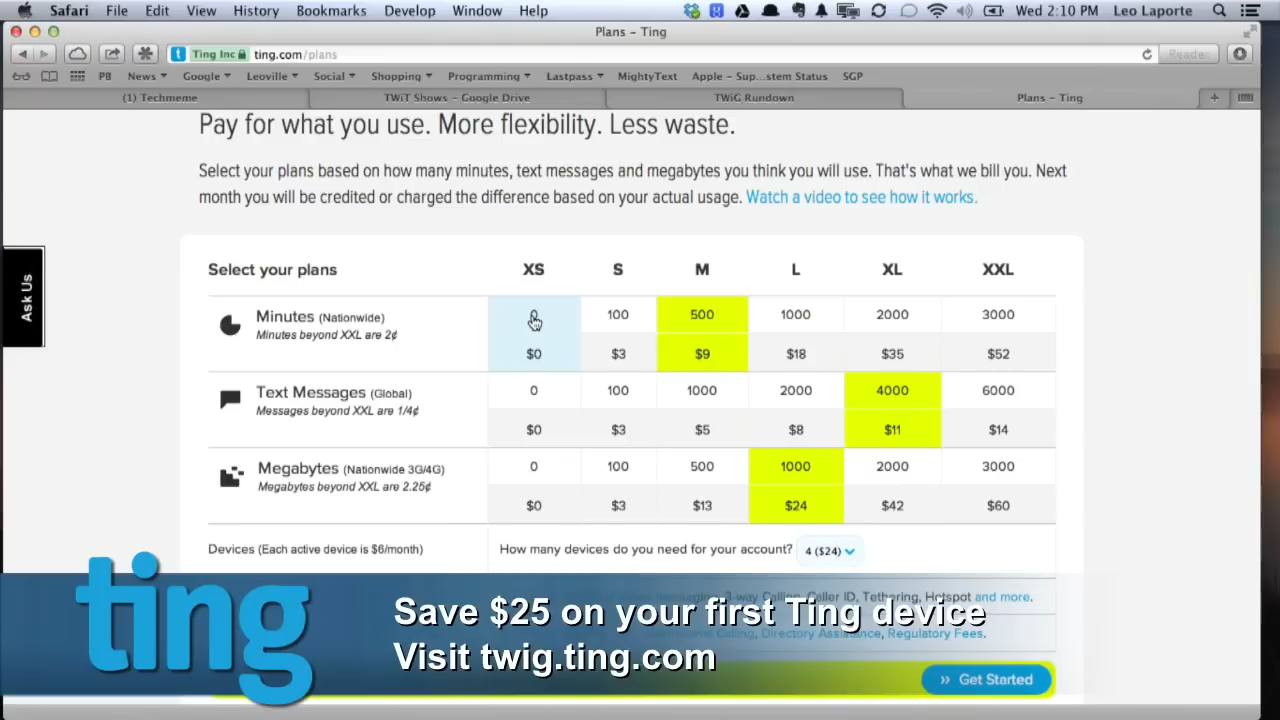 Safari File Edit View History Bookmarks Develop Window Help Wed 2:10 PM Leo Laporte
Plans – Ting
Ting Inc ting.com/plans Reader
PB News Google Leoville Social Shopping Programming Lastpass MightyText Apple – Sup...stem Status SGP
(1) Techmeme TWiT Shows – Google Drive TWiG Rundown Plans – Ting +
Pay for what you use. More flexibility. Less waste.
Select your plans based on how many minutes, text messages and megabytes you think you will use. That's what we bill you. Next
month you will be credited or charged the difference based on your actual usage. Watch a video to see how it works.
Ask Us
Select your plans XS S M L XL XXL
Minutes (Nationwide) 0 100 500 1000 2000 3000
Minutes beyond XXL are 2¢ $0 $3 $9 $18 $35 $52
Text Messages (Global) 0 100 1000 2000 4000 6000
Messages beyond XXL are 1/4¢ $0 $3 $5 $8 $11 $14
Megabytes (Nationwide 3G/4G) 0 100 500 1000 2000 3000
Megabytes beyond XXL are 2.25¢ $0 $3 $13 $24 $42 $60
Devices (Each active device is $6/month) How many devices do you need for your account? 4 ($24)
3-way Calling, Caller ID, Tethering, Hotspot and more.
Calling, Directory Assistance, Regulatory Fees.
ting
Save $25 on your first Ting device
Visit twig.ting.com
›› Get Started